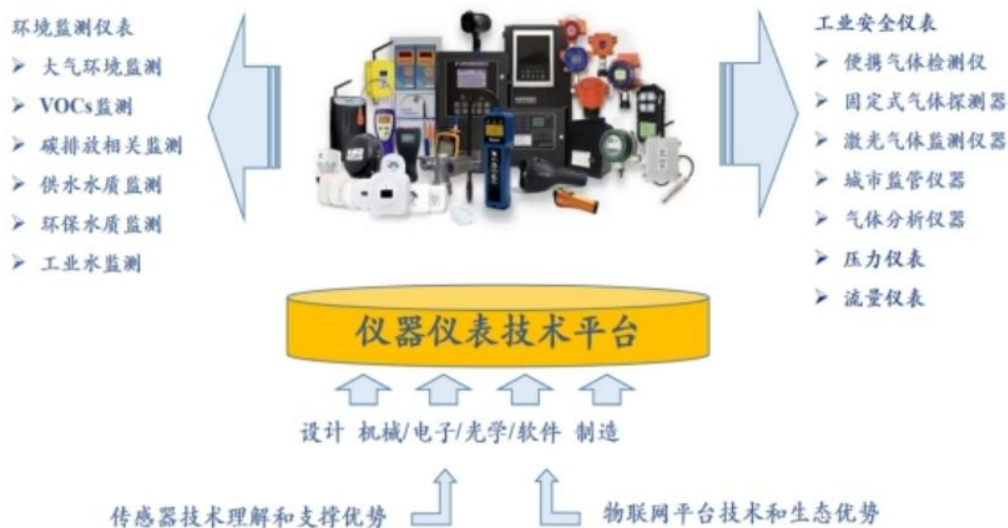 环境监测仪表
➢ 大气环境监测
➢ VOCs监测
➢ 碳排放相关监测
➢ 供水水质监测
➢ 环保水质监测
➢ 工业水监测
工业安全仪表
➢ 便携气体检测仪
➢ 固定式气体探测器
➢ 激光气体监测仪器
➢ 城市监管仪器
➢ 气体分析仪器
➢ 压力仪表
➢ 流量仪表
仪器仪表技术平台
设计 机械/电子/光学/软件 制造
传感器技术理解和支撑优势
物联网平台技术和生态优势